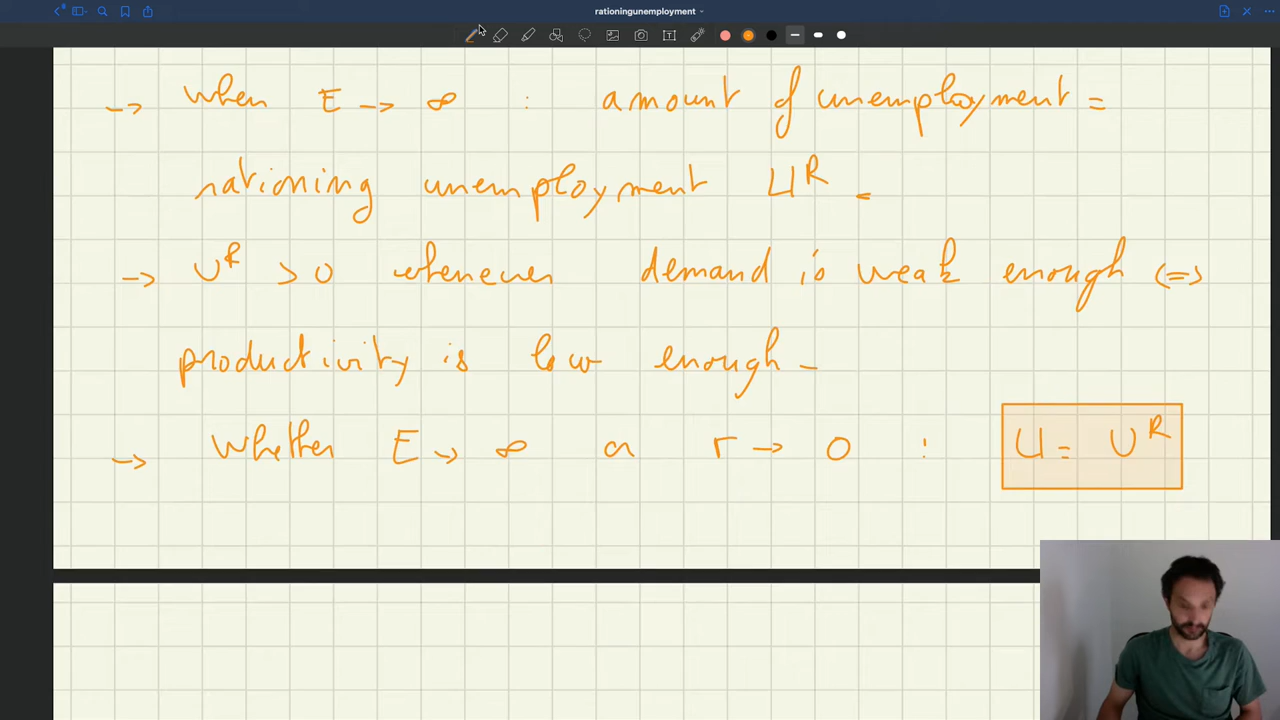 rationingunemployment
→ when E → ∞ : amount of unemployment =
rationing unemployment U^R.
→ U^R > 0 whenever demand is weak enough <=>
productivity is low enough.
→ Whether E → ∞ or r → 0 : U = U^R